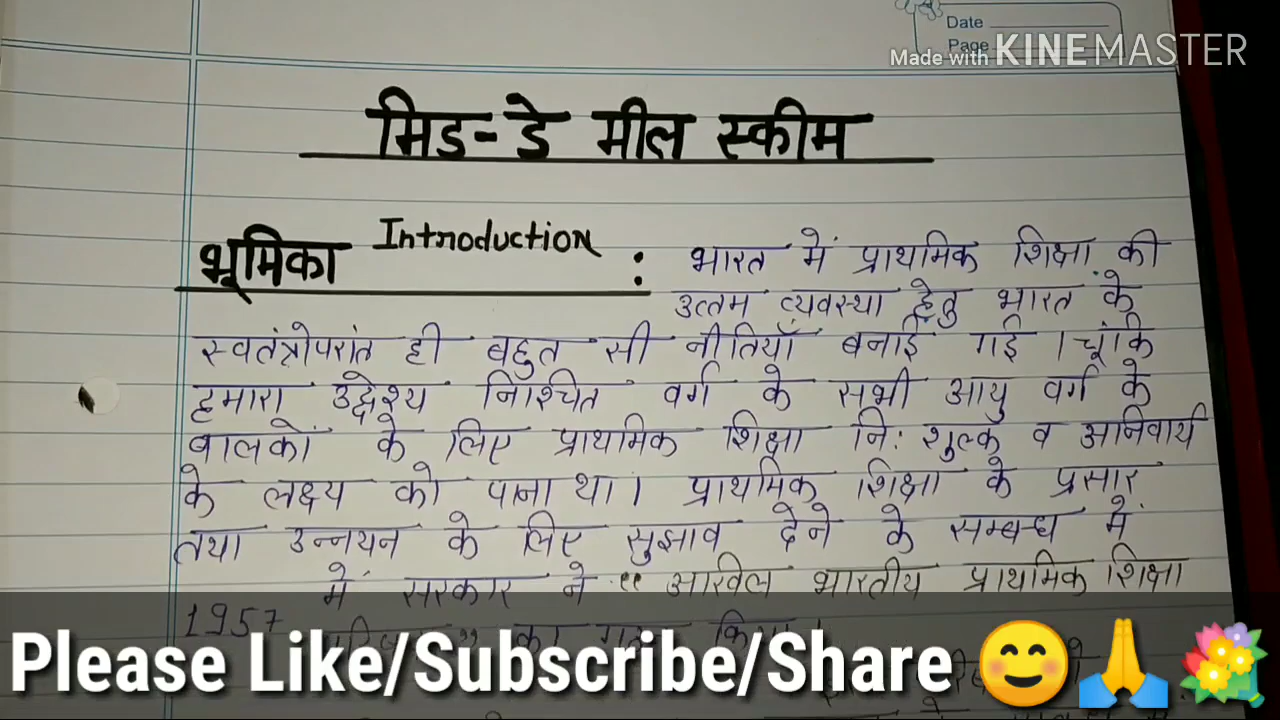 Date
Page
Made with KINEMASTER
मिड-डे मील स्कीम
भूमिका Introduction : भारत में प्राथमिक शिक्षा की
उत्तम व्यवस्था हेतु भारत के
स्वतंत्रोपरांत ही बहुत सी नीतियाँ बनाई गई । चूंकि
हमारा उद्देश्य निश्चित वर्ग के सभी आयु वर्ग के
बालकों के लिए प्राथमिक शिक्षा नि: शुल्क व अनिवार्य
के लक्ष्य को पाना था । प्राथमिक शिक्षा के प्रसार
तथा उन्नयन के लिए सुझाव देने के सम्बन्ध में
1957 में सरकार ने “ अखिल भारतीय प्राथमिक शिक्षा
का किया ।
Please Like/Subscribe/Share 😊🙏💐